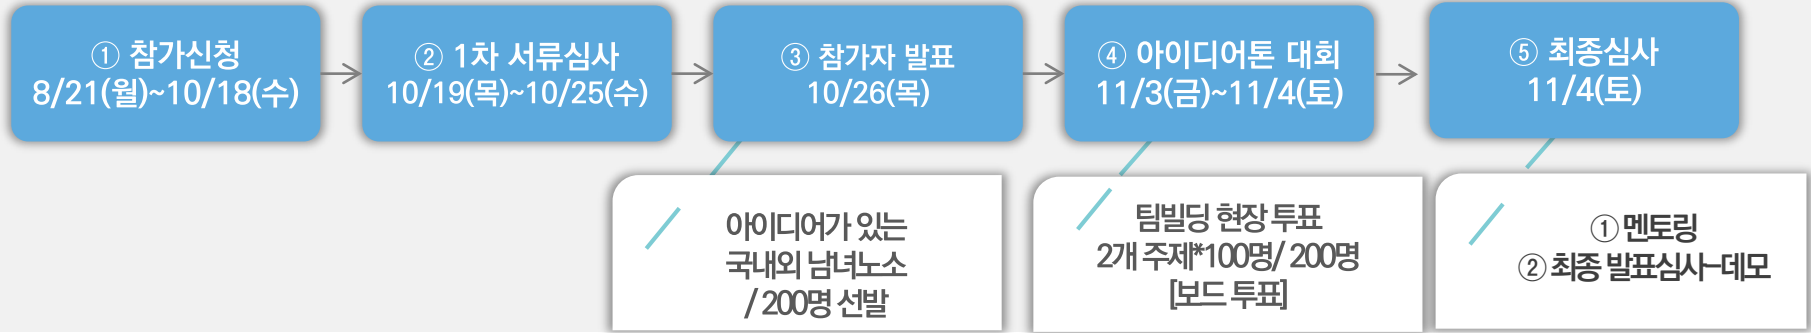 ① 참가신청
8/21(월)~10/18(수)
② 1차 서류심사
10/19(목)~10/25(수)
③ 참가자 발표
10/26(목)
④ 아이디어톤 대회
11/3(금)~11/4(토)
⑤ 최종심사
11/4(토)
아이디어가 있는
국내외 남녀노소
/ 200명 선발
팀빌딩 현장 투표
2개 주제*100명/ 200명
[보드 투표]
① 멘토링
② 최종 발표심사-데모